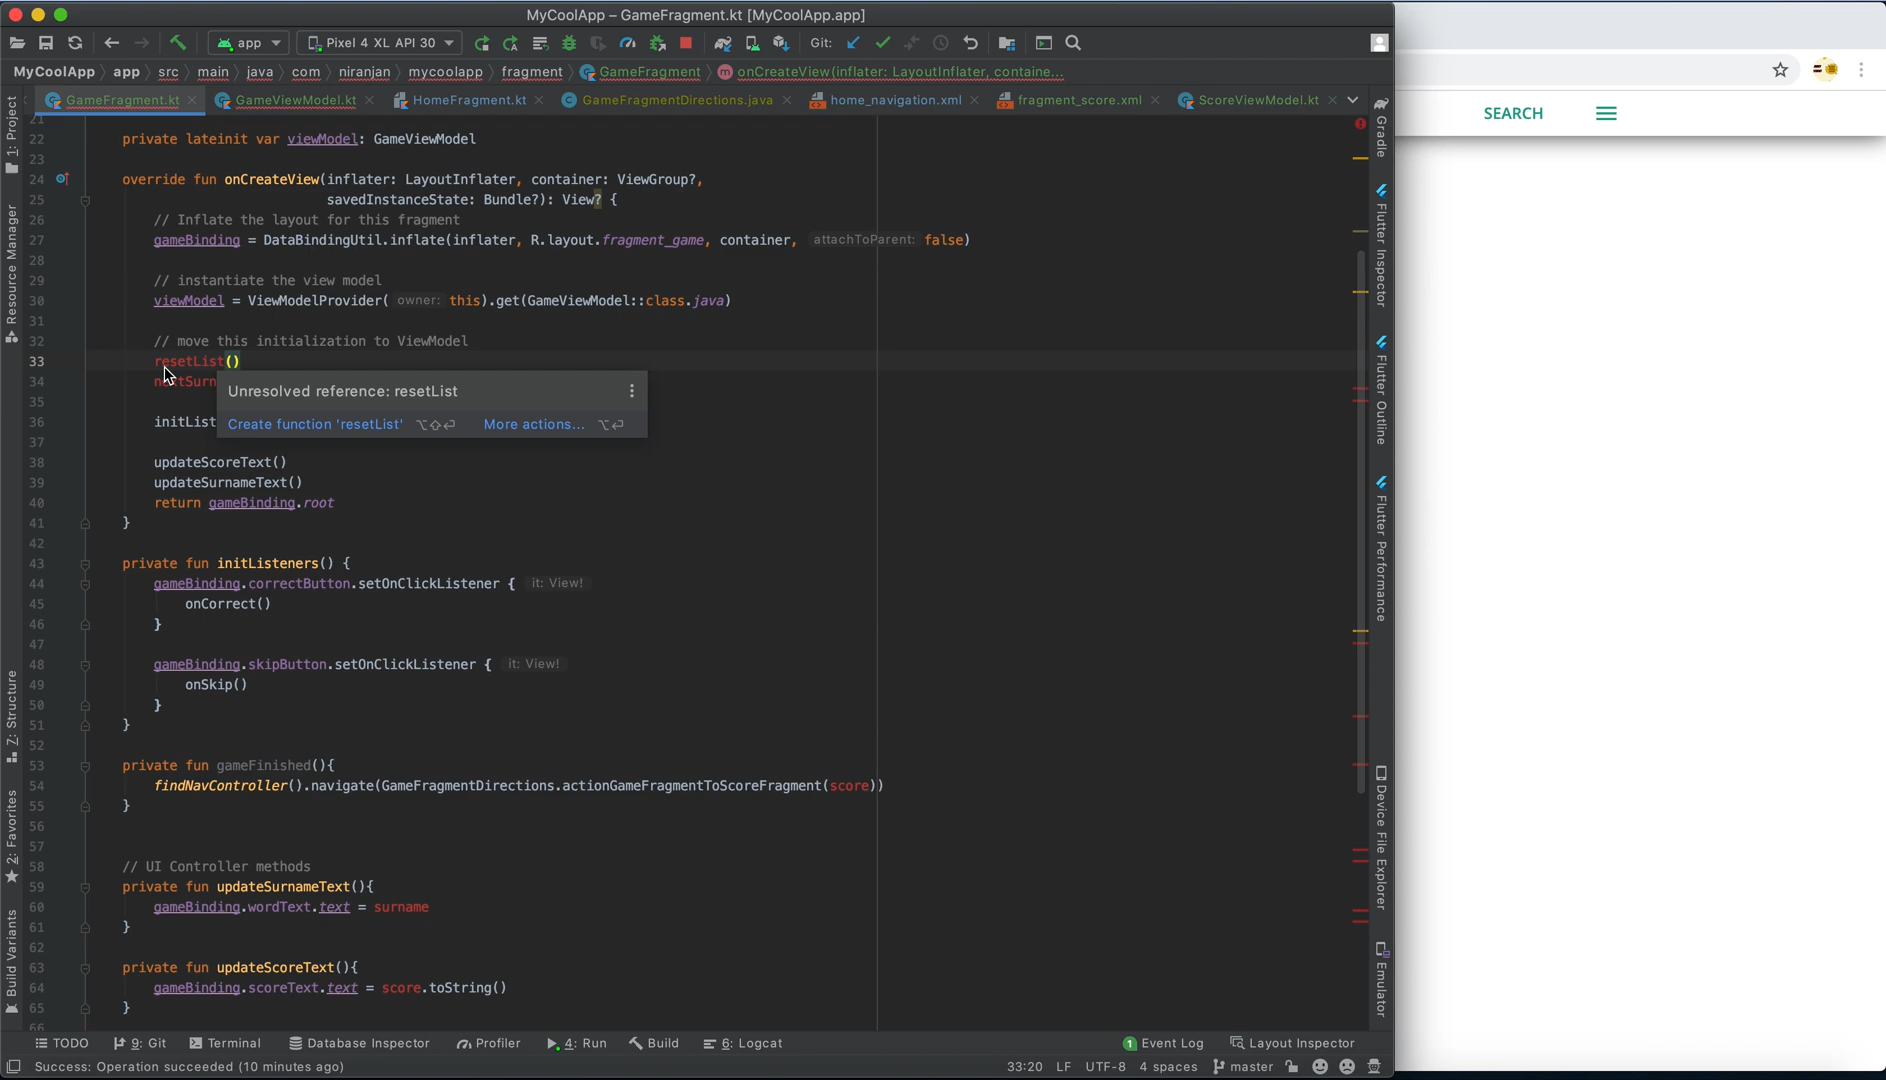 MyCoolApp – GameFragment.kt [MyCoolApp.app]
app Pixel 4 XL API 30 Git:
MyCoolApp app src main java com niranjan mycoolapp fragment GameFragment onCreateView(inflater: LayoutInflater, containe...
GameFragment.kt GameViewModel.kt HomeFragment.kt GameFragmentDirections.java home_navigation.xml fragment_score.xml ScoreViewModel.kt
SEARCH
1: Project
Resource Manager
Z: Structure
2: Favorites
Build Variants
21
22 private lateinit var viewModel: GameViewModel
23
24 override fun onCreateView(inflater: LayoutInflater, container: ViewGroup?,
25 savedInstanceState: Bundle?): View? {
26 // Inflate the layout for this fragment
27 gameBinding = DataBindingUtil.inflate(inflater, R.layout.fragment_game, container, attachToParent: false)
28
29 // instantiate the view model
30 viewModel = ViewModelProvider( owner: this).get(GameViewModel::class.java)
31
32 // move this initialization to ViewModel
33 resetList()
34
Unresolved reference: resetList
35
36 initList
Create function 'resetList' ⌥⇧⏎ More actions... ⌥⏎
37
38 updateScoreText()
39 updateSurnameText()
40 return gameBinding.root
41 }
42
43 private fun initListeners() {
44 gameBinding.correctButton.setOnClickListener { it: View!
45 onCorrect()
46 }
47
48 gameBinding.skipButton.setOnClickListener { it: View!
49 onSkip()
50 }
51 }
52
53 private fun gameFinished(){
54 findNavController().navigate(GameFragmentDirections.actionGameFragmentToScoreFragment(score))
55 }
56
57
58 // UI Controller methods
59 private fun updateSurnameText(){
60 gameBinding.wordText.text = surname
61 }
62
63 private fun updateScoreText(){
64 gameBinding.scoreText.text = score.toString()
65 }
66
Gradle
Flutter Inspector
Flutter Outline
Flutter Performance
Device File Explorer
Emulator
TODO 9: Git Terminal Database Inspector Profiler 4: Run Build 6: Logcat 1 Event Log Layout Inspector
Success: Operation succeeded (10 minutes ago) 33:20 LF UTF-8 4 spaces master